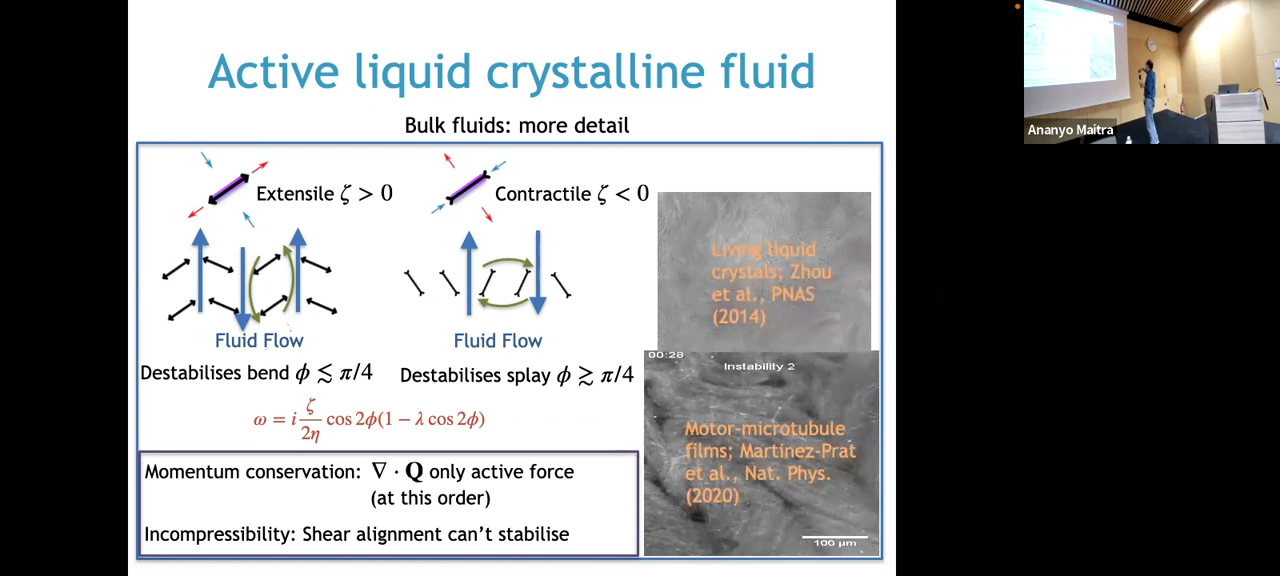 Active liquid crystalline fluid
Bulk fluids: more detail
Extensile ζ > 0
Contractile ζ < 0
Fluid Flow
Fluid Flow
Destabilises bend ϕ ≲ π/4
Destabilises splay ϕ ≳ π/4
ω = i ζ/2η cos 2ϕ(1 − λ cos 2ϕ)
Momentum conservation: ∇ · Q only active force
(at this order)
Incompressibility: Shear alignment can't stabilise
Living liquid
crystals; Zhou
et al., PNAS
(2014)
00:28
Instability 2
Motor-microtubule
films; Martinez-Prat
et al., Nat. Phys.
(2020)
100 μm
Ananyo Maitra